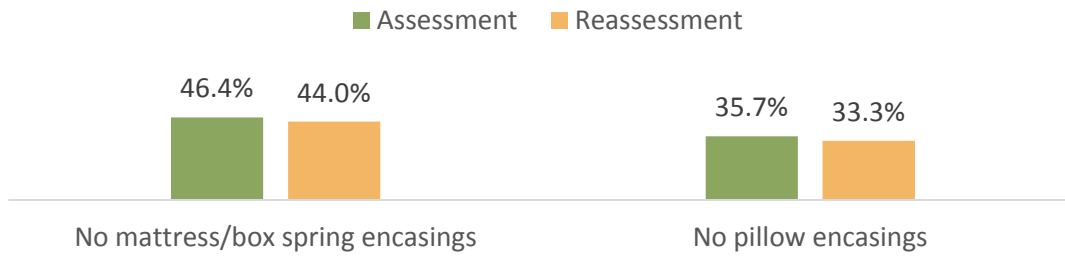 Assessment Reassessment
46.4% 44.0% 35.7% 33.3%
No mattress/box spring encasings No pillow encasings